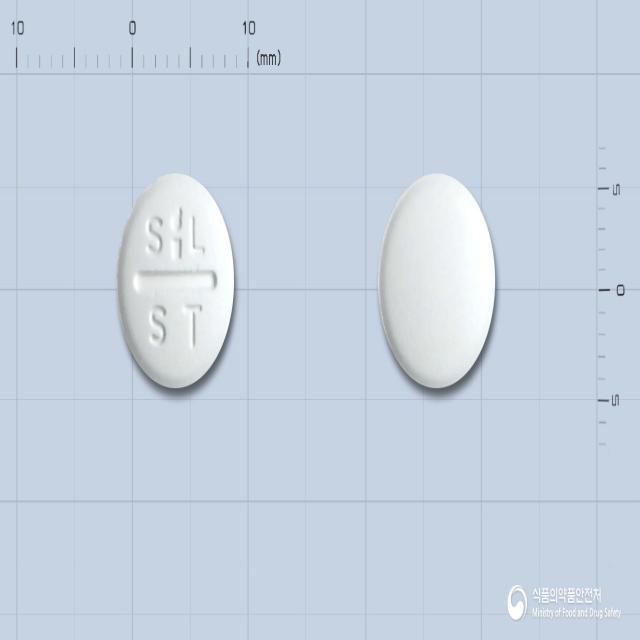 10 0 10
(mm)
S L
S T
5
0
5
식품의약품안전처
Ministry of Food and Drug Safety